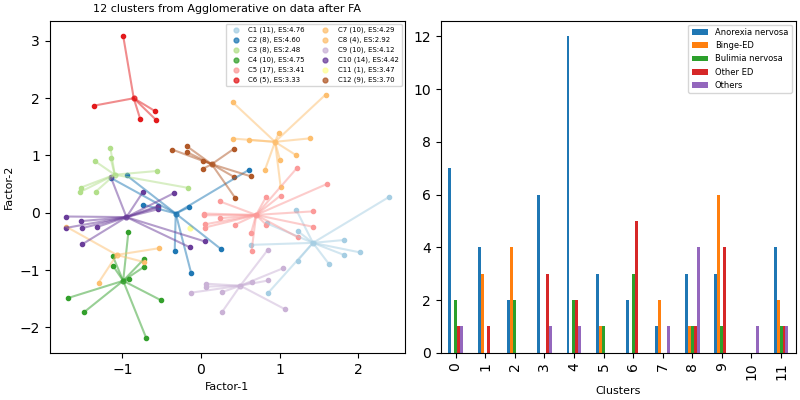 12 clusters from Agglomerative on data after FA
C1 (11), ES:4.76
C2 (8), ES:4.60
C3 (8), ES:2.48
C4 (10), ES:4.75
C5 (17), ES:3.41
C6 (5), ES:3.33
C7 (10), ES:4.29
C8 (4), ES:2.92
C9 (10), ES:4.12
C10 (14), ES:4.42
C11 (1), ES:3.47
C12 (9), ES:3.70
3
2
1
0
−1
−2
Factor-2
−1
0
1
2
Factor-1
Anorexia nervosa
Binge-ED
Bulimia nervosa
Other ED
Others
12
10
8
6
4
2
0
0
1
2
3
4
5
6
7
8
9
10
11
Clusters